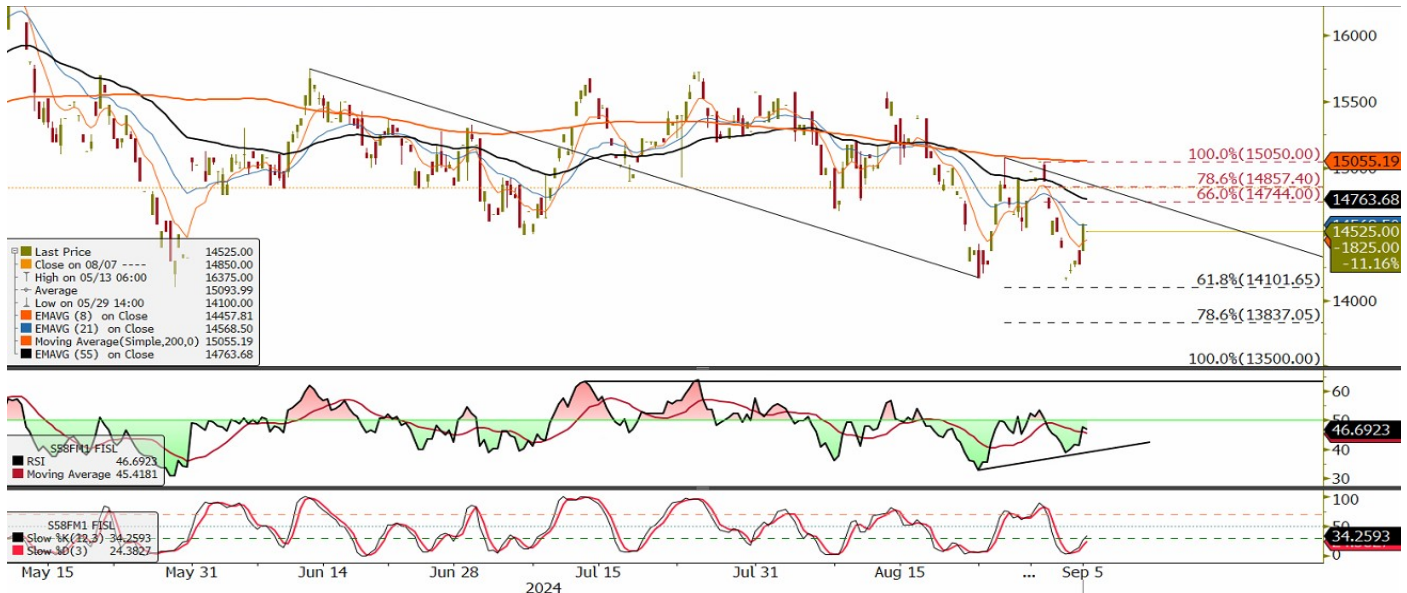 16000
15500
15000
14000
100.0%(15050.00)
78.6%(14857.40)
66.0%(14744.00)
61.8%(14101.65)
78.6%(13837.05)
100.0%(13500.00)
15055.19
14763.68
14568.50
14525.00
-1825.00
-11.16%
Last Price 14525.00
Close on 08/07 ---- 14850.00
High on 05/13 06:00 16375.00
Average 15093.99
Low on 05/29 14:00 14100.00
EMAVG (8) on Close 14457.81
EMAVG (21) on Close 14568.50
Moving Average(Simple,200,0) 15055.19
EMAVG (55) on Close 14763.68
60
50
40
30
46.6923
S58FM1 FISL
RSI 46.6923
Moving Average 45.4181
100
50
0
34.2593
S58FM1 FISL
Slow %K(12,3) 34.2593
Slow %D(3) 24.3827
May 15 May 31 Jun 14 Jun 28 Jul 15 Jul 31 Aug 15 ... Sep 5
2024